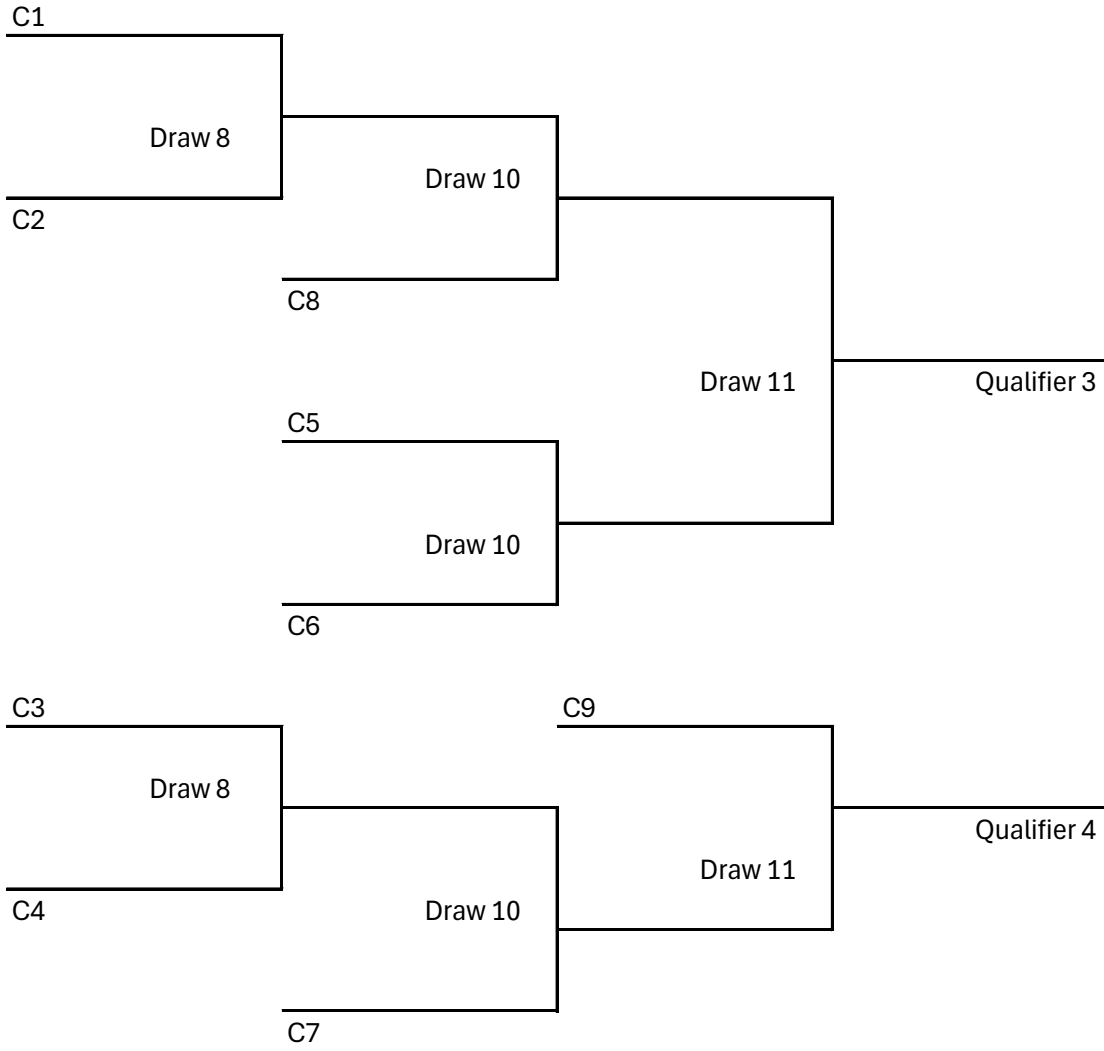 C1
Draw 8
Draw 10
C2
C8
Draw 11
Qualifier 3
C5
Draw 10
C6
C3
C9
Draw 8
Qualifier 4
Draw 11
C4
Draw 10
C7